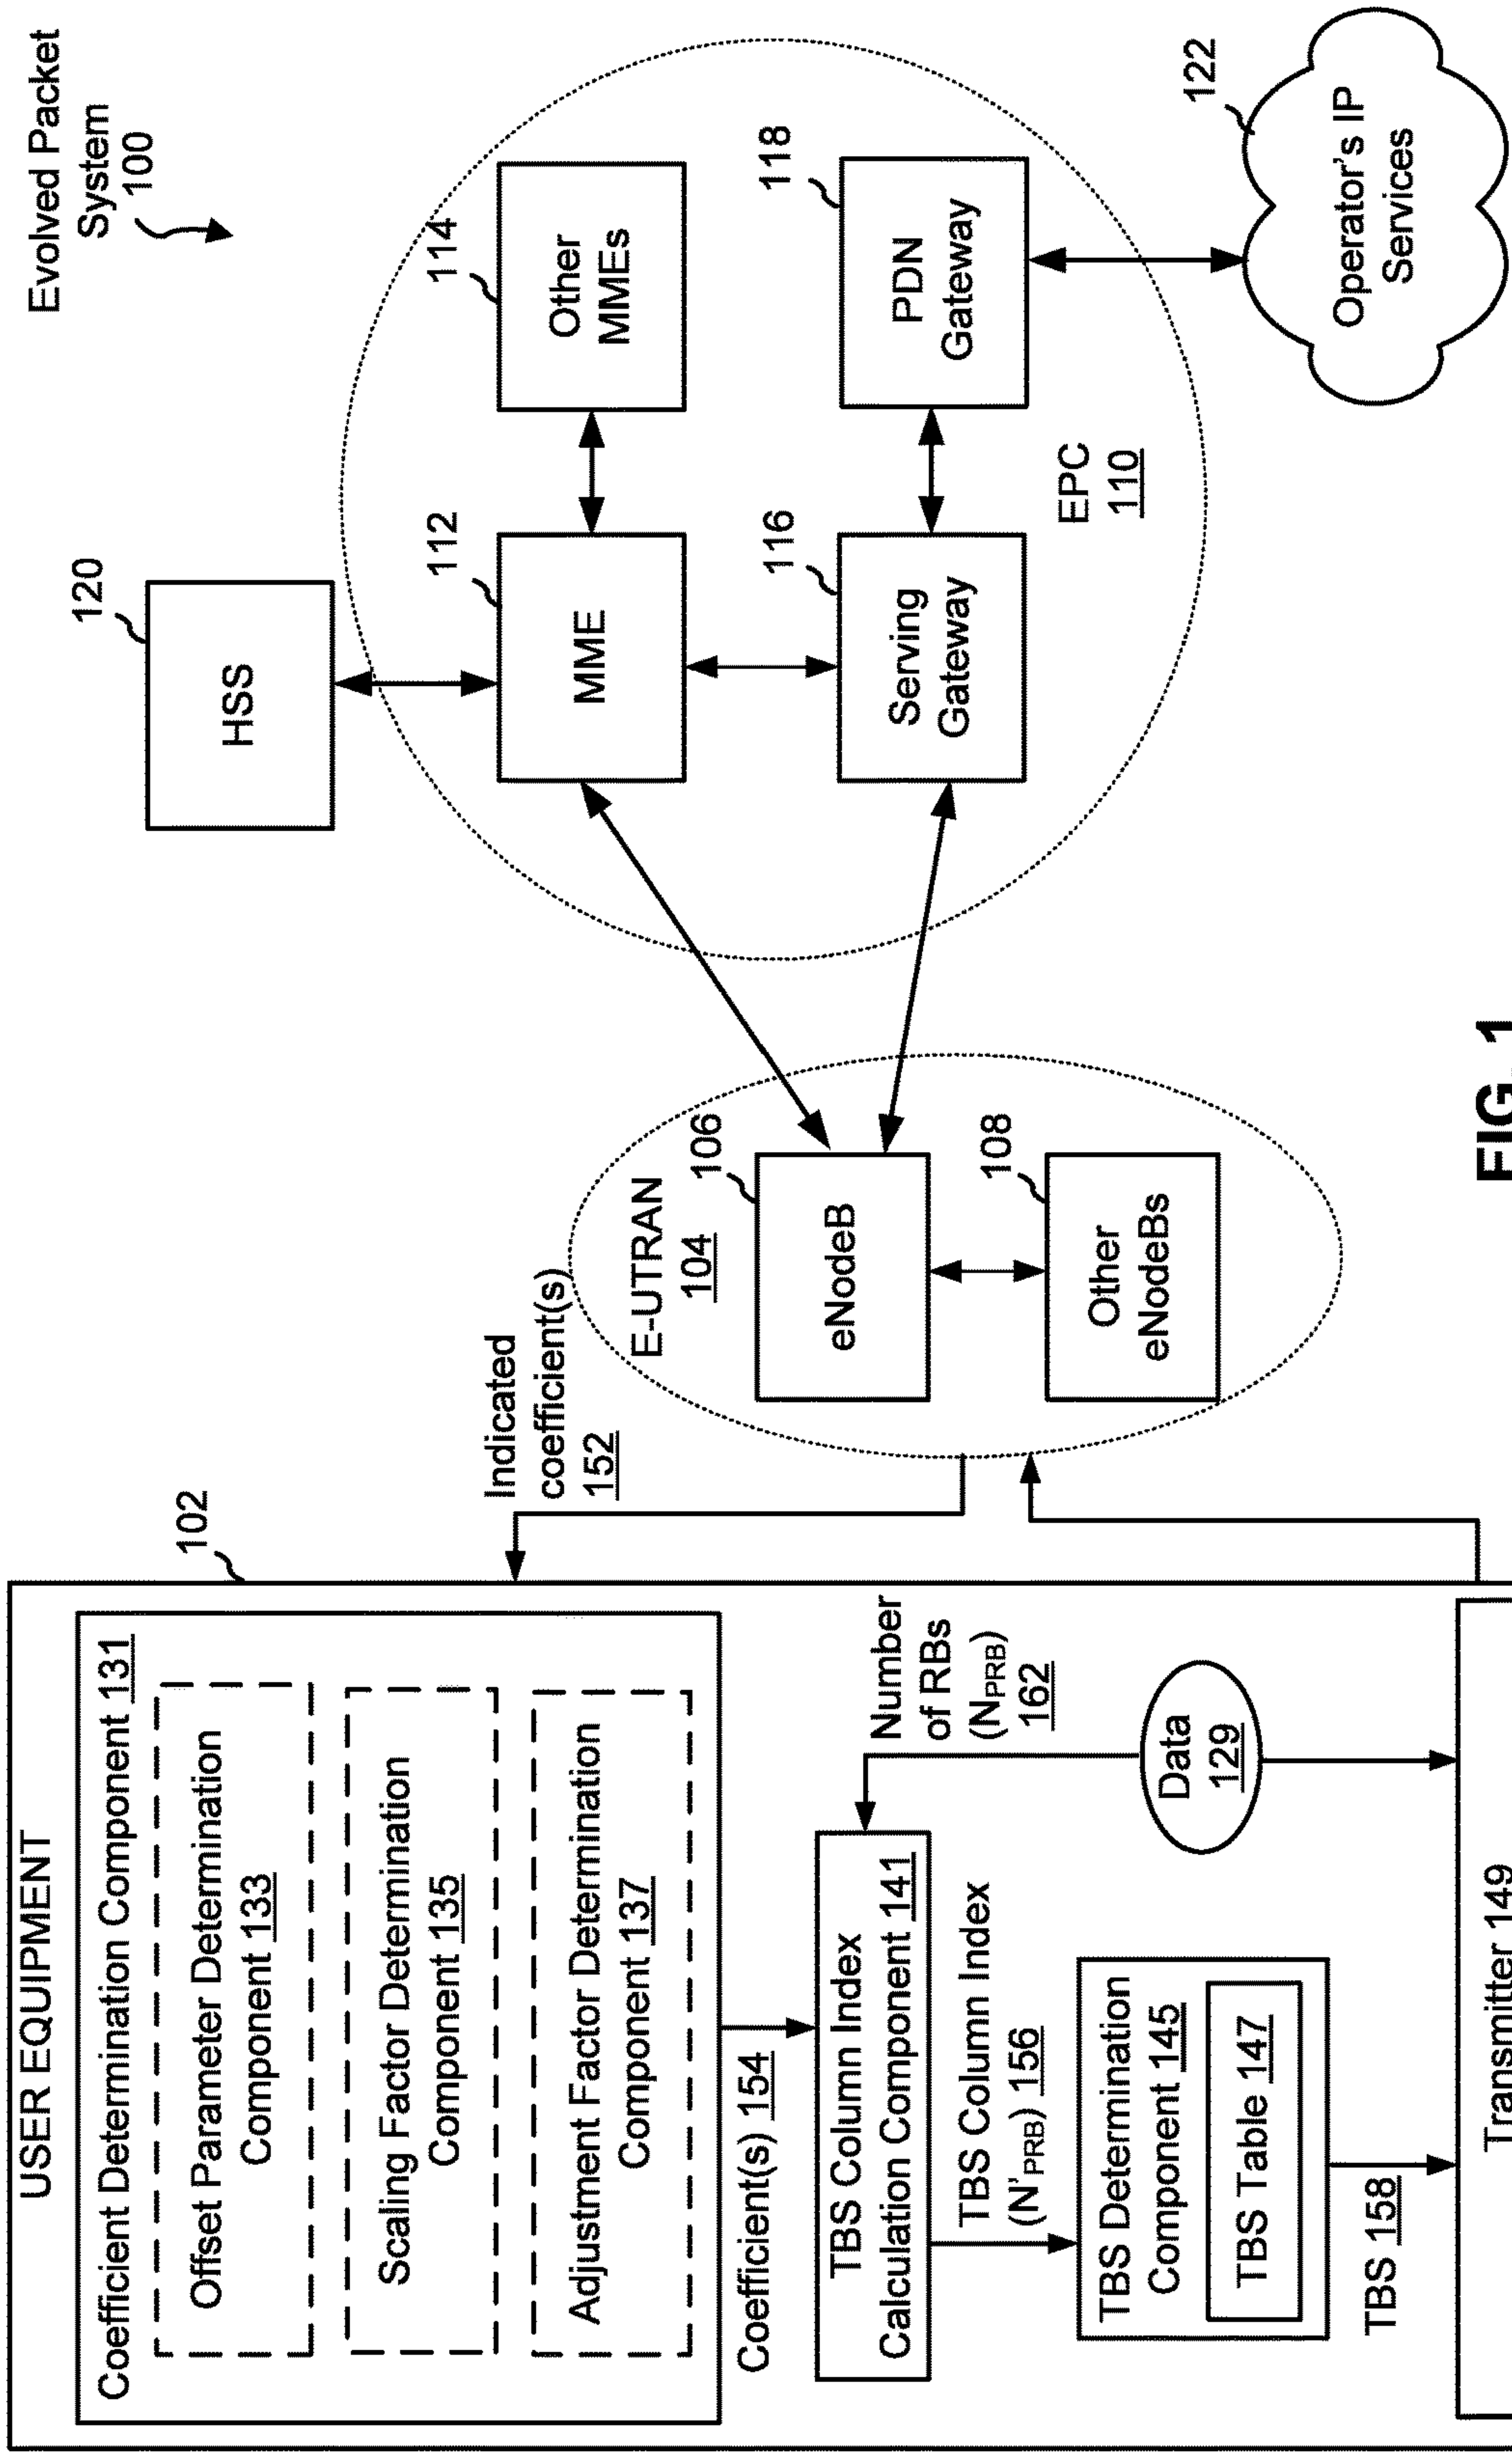 Evolved Packet
System
100
USER EQUIPMENT
102
Coefficient Determination Component 131
Offset Parameter Determination
Component 133
Scaling Factor Determination
Component 135
Adjustment Factor Determination
Component 137
Coefficient(s) 154
TBS Column Index
Calculation Component 141
Number
of RBs
(NPRB)
162
TBS Column Index
(N'PRB) 156
Data
129
TBS Determination
Component 145
TBS Table 147
TBS 158
Transmitter 149
Indicated
coefficient(s)
152
E-UTRAN
104
106
eNodeB
108
Other
eNodeBs
120
HSS
112
MME
114
Other
MMEs
116
Serving
Gateway
118
PDN
Gateway
EPC
110
122
Operator's IP
Services
FIG. 1